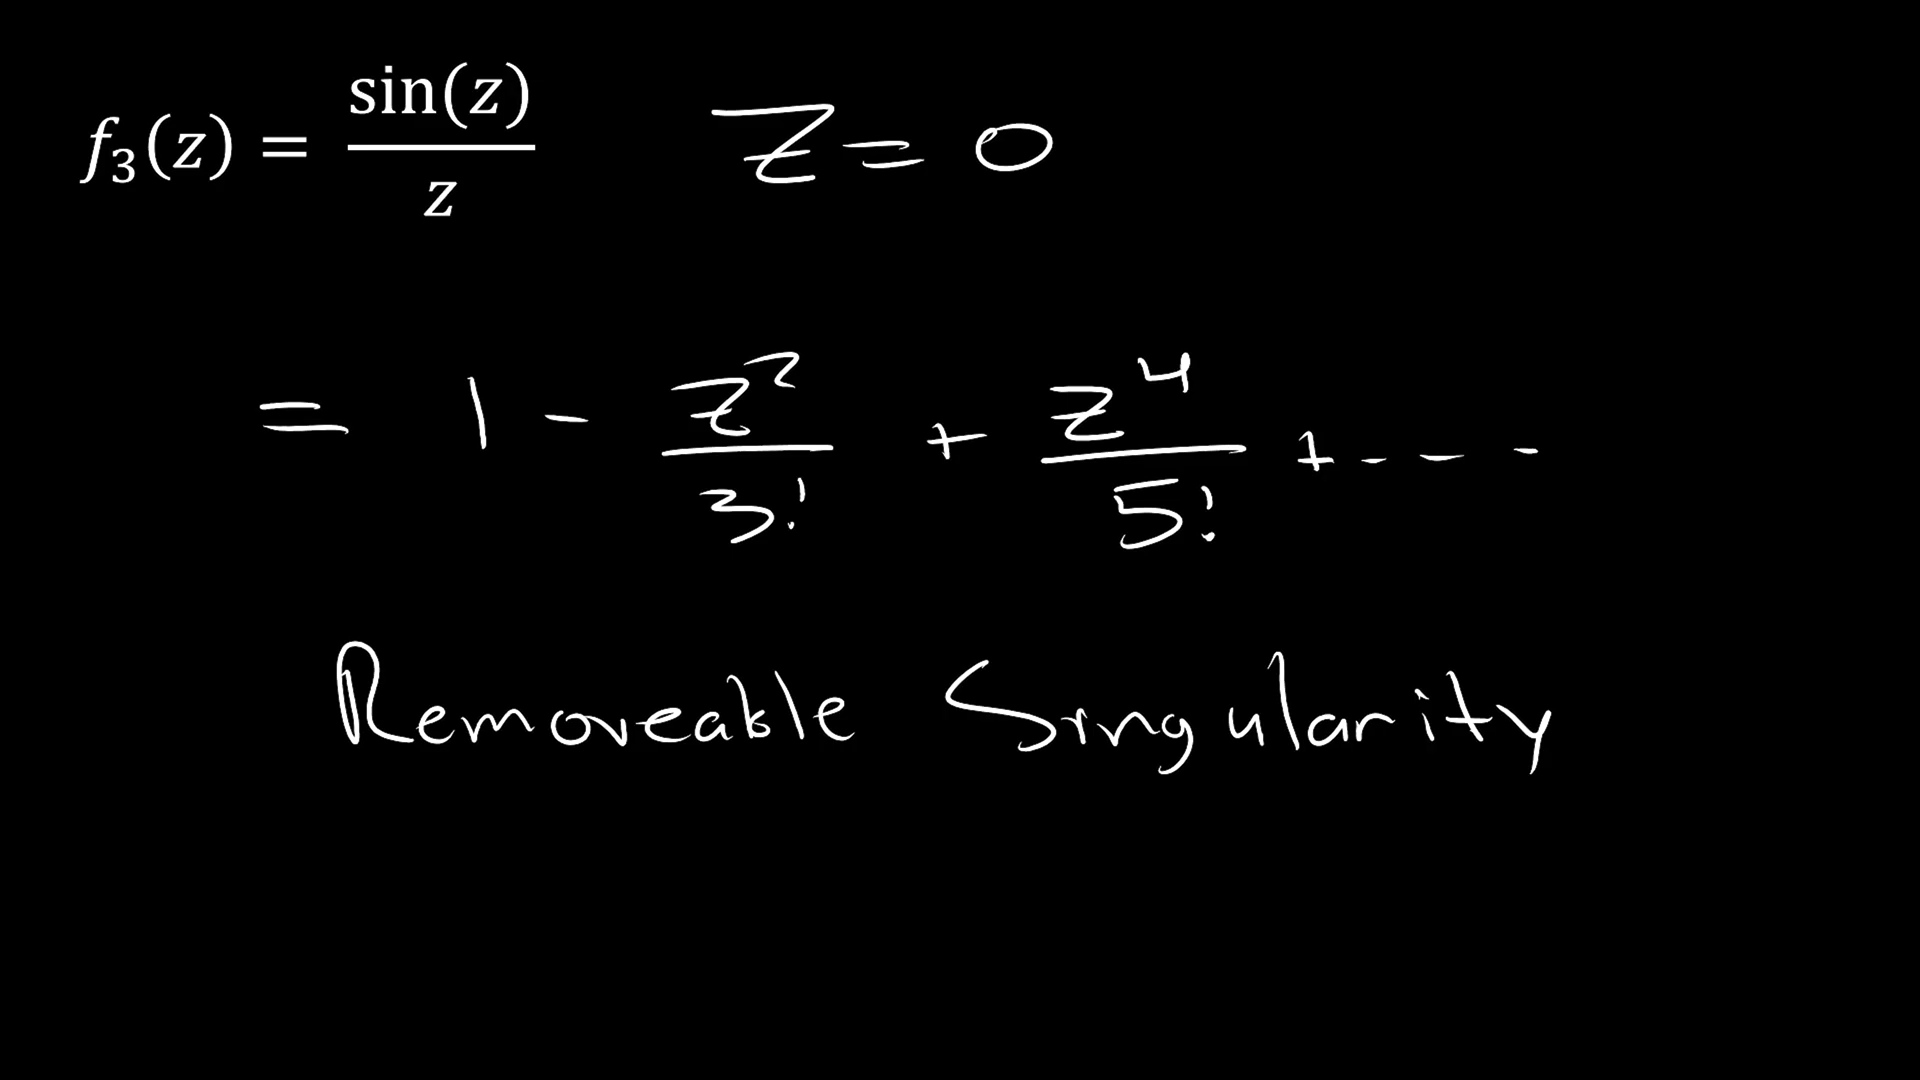 f₃(z) = sin(z)/z   z = 0
= 1 - z²/3! + z⁴/5! + - - -
Removeable Singularity